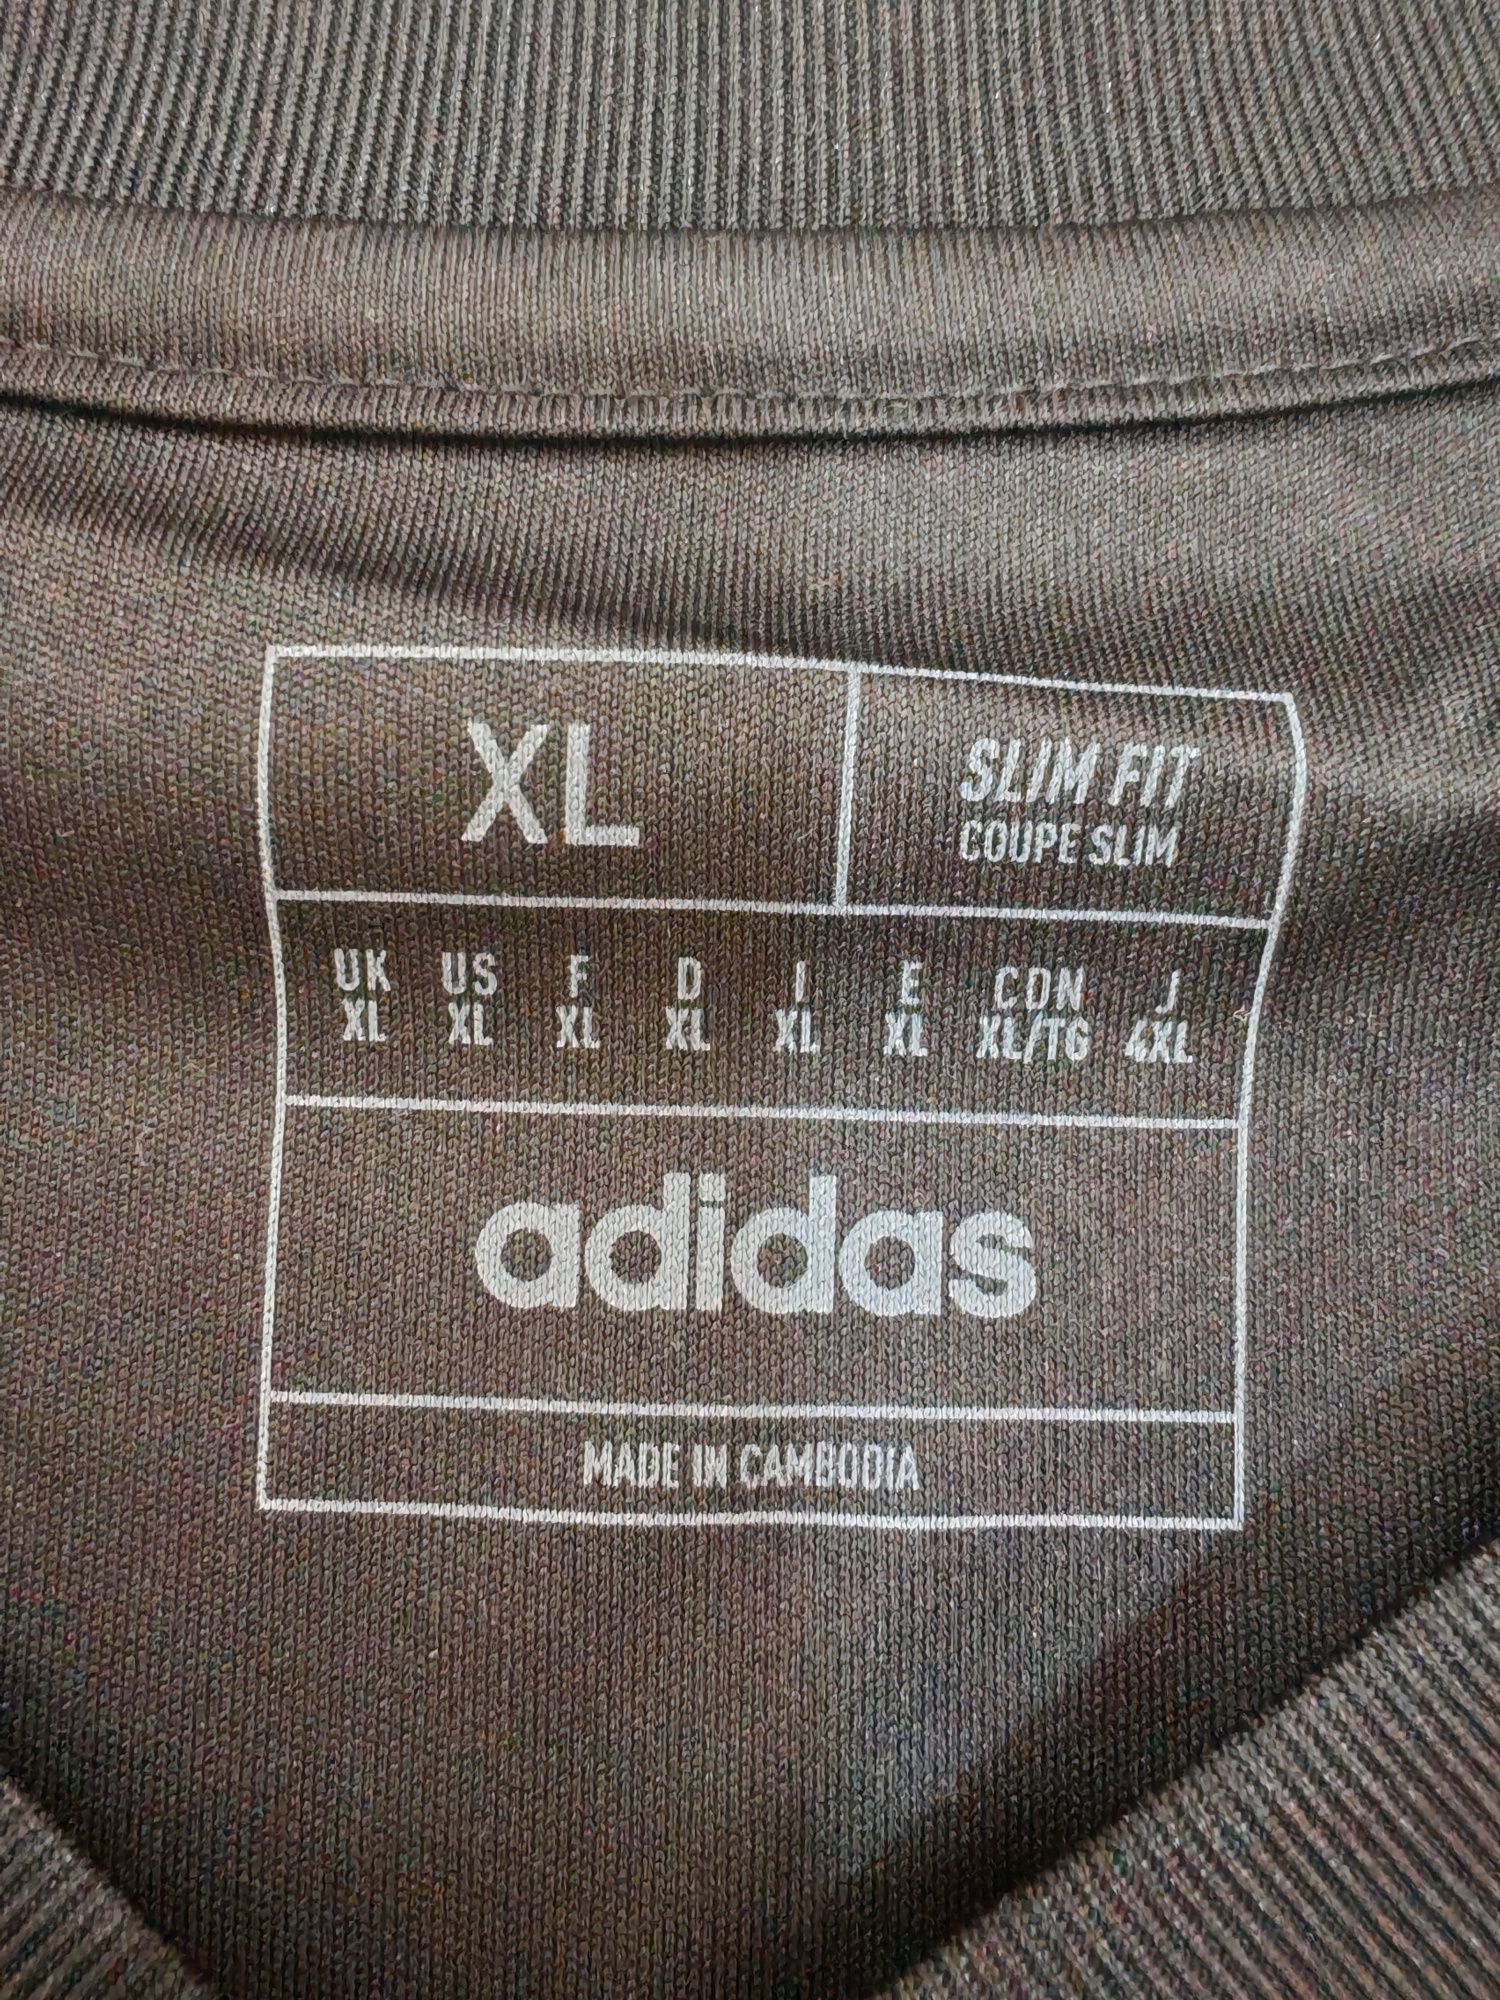 XL
SLIM FIT
COUPE SLIM
UK US F D I E CDN J
XL XL XL XL XL XL XL/TG 4XL
adidas
MADE IN CAMBODIA